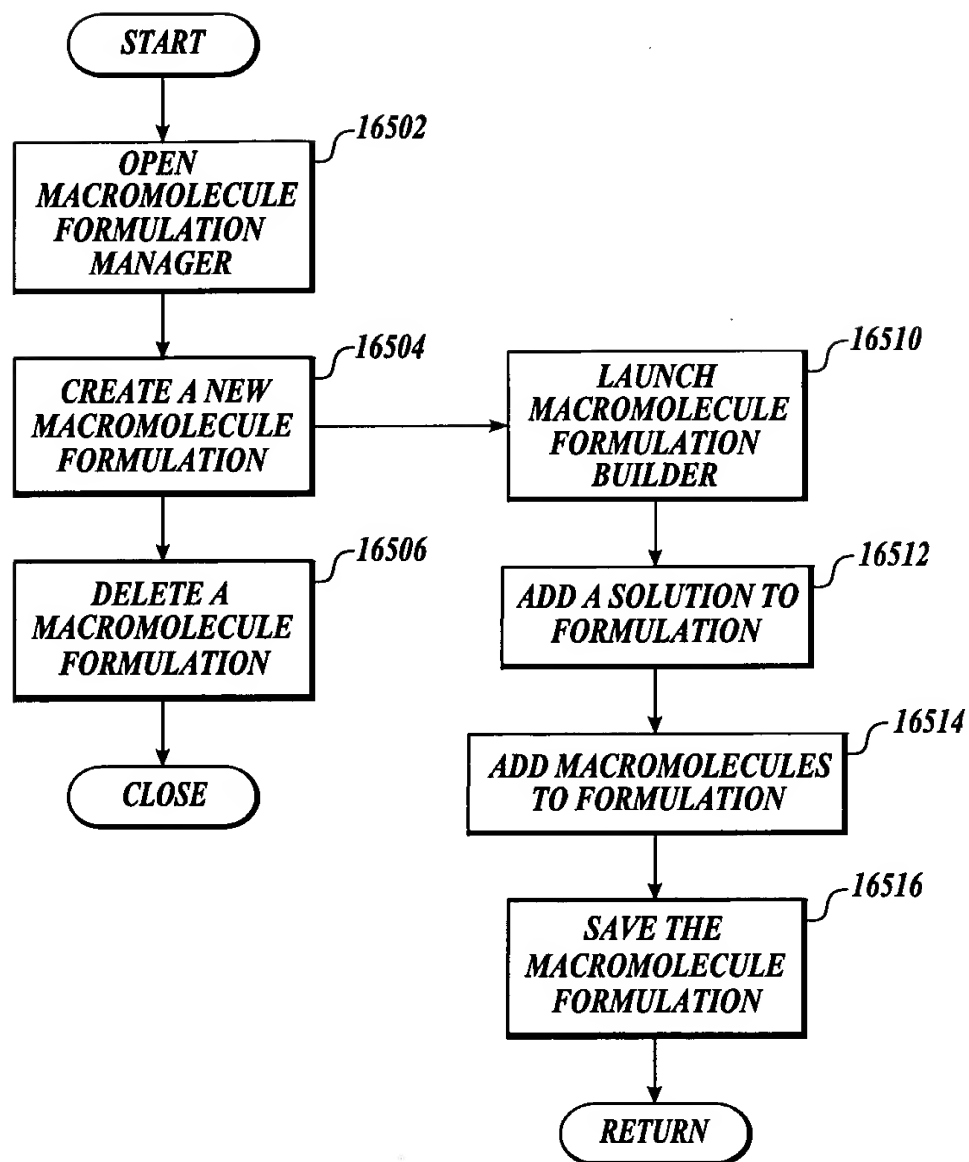 START
16502
OPEN
MACROMOLECULE
FORMULATION
MANAGER
16504
CREATE A NEW
MACROMOLECULE
FORMULATION
16506
DELETE A
MACROMOLECULE
FORMULATION
CLOSE
16510
LAUNCH
MACROMOLECULE
FORMULATION
BUILDER
16512
ADD A SOLUTION TO
FORMULATION
16514
ADD MACROMOLECULES
TO FORMULATION
16516
SAVE THE
MACROMOLECULE
FORMULATION
RETURN